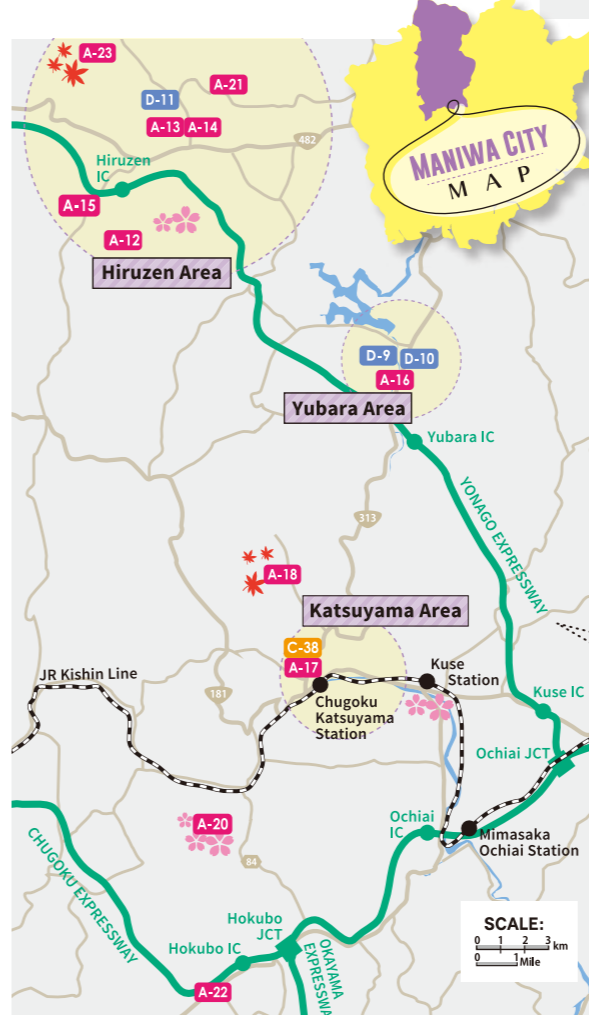 A-23
A-21
D-11
A-13
A-14
482
MANIWA CITY
MAP
Hiruzen
IC
A-15
A-12
Hiruzen Area
D-9
D-10
A-16
Yubara Area
Yubara IC
YONAGO EXPRESSWAY
313
A-18
Katsuyama Area
C-38
A-17
JR Kishin Line
Kuse
Station
181
Chugoku
Katsuyama
Station
Kuse IC
Ochiai JCT
A-20
Ochiai
IC
Mimasaka
Ochiai Station
CHUGOKU EXPRESSWAY
84
Hokubo
JCT
Hokubo IC
OKAYAMA
EXPRESSWA
A-22
SCALE:
0 1 2 3 km
0 1 Mile